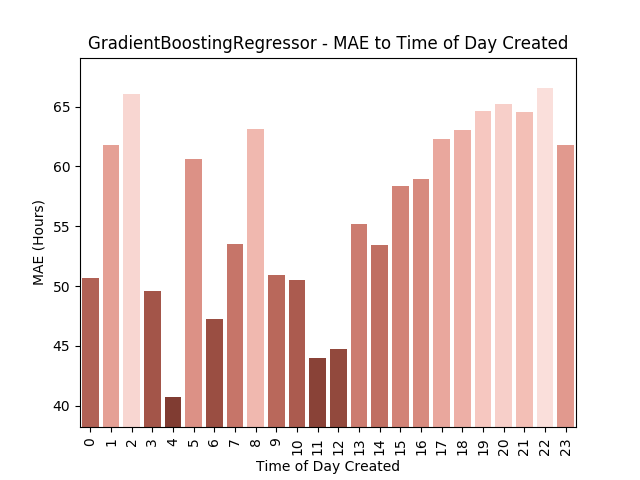 GradientBoostingRegressor - MAE to Time of Day Created
MAE (Hours)
65
60
55
50
45
40
0 1 2 3 4 5 6 7 8 9 10 11 12 13 14 15 16 17 18 19 20 21 22 23
Time of Day Created